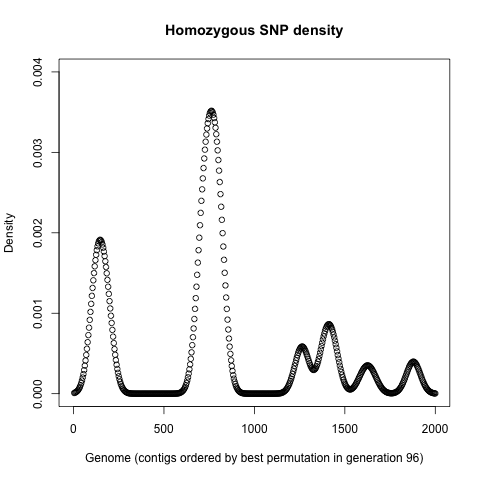 Homozygous SNP density
Density
0.004
0.003
0.002
0.001
0.000
0 500 1000 1500 2000
Genome (contigs ordered by best permutation in generation 96)